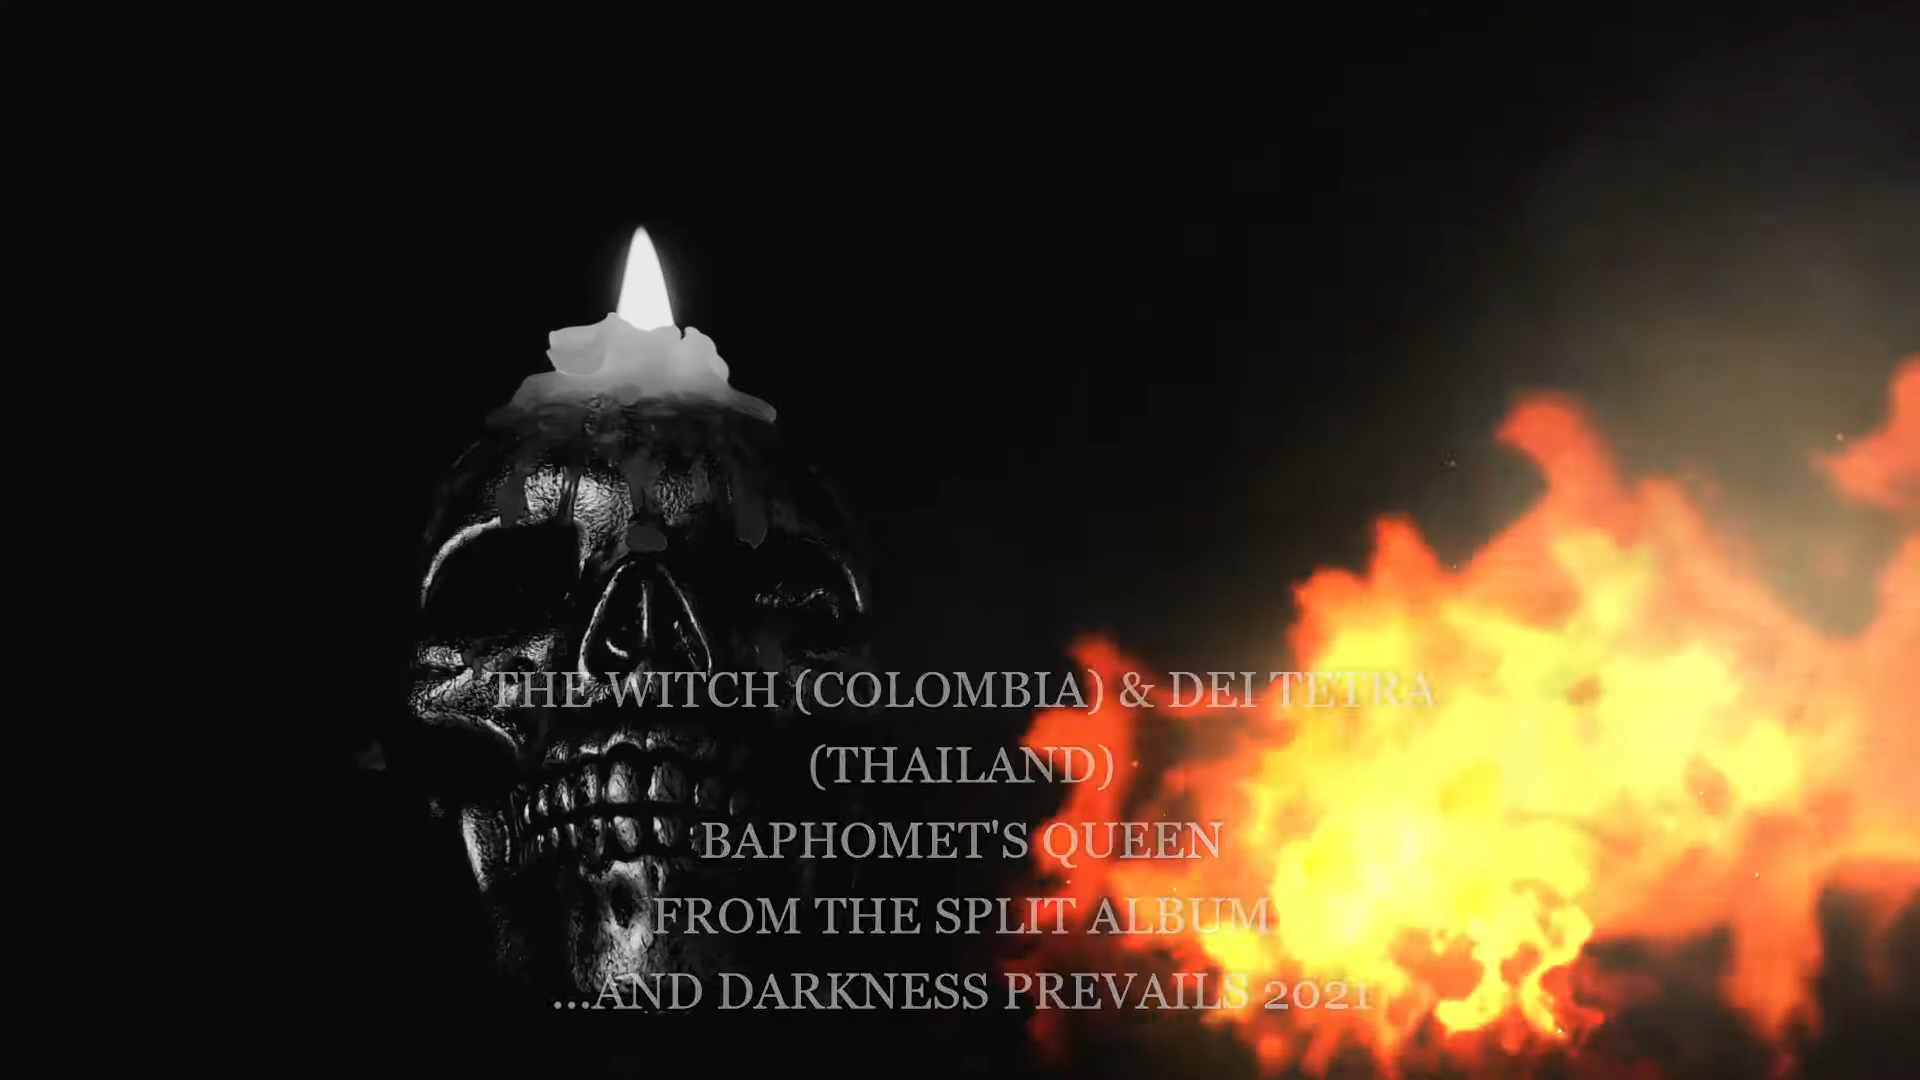 THE WITCH (COLOMBIA) & DEI TETRA
(THAILAND)
BAPHOMET'S QUEEN
FROM THE SPLIT ALBUM
...AND DARKNESS PREVAILS 2021